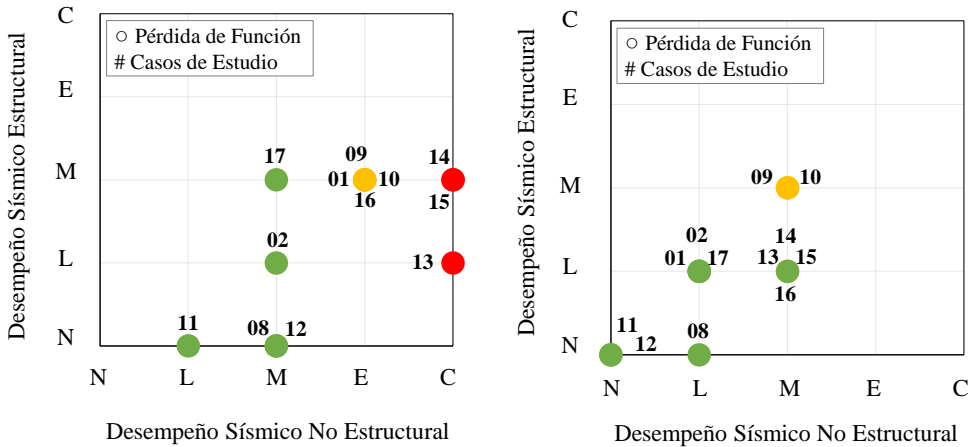 C
E
M
L
N
Desempeño Sísmico Estructural
○ Pérdida de Función
# Casos de Estudio
17
09
01
10
16
14
15
02
13
11
08
12
N
L
M
E
C
Desempeño Sísmico No Estructural
C
E
M
L
N
Desempeño Sísmico Estructural
○ Pérdida de Función
# Casos de Estudio
09
10
02
01
17
14
13
15
16
11
12
08
N
L
M
E
C
Desempeño Sísmico No Estructural